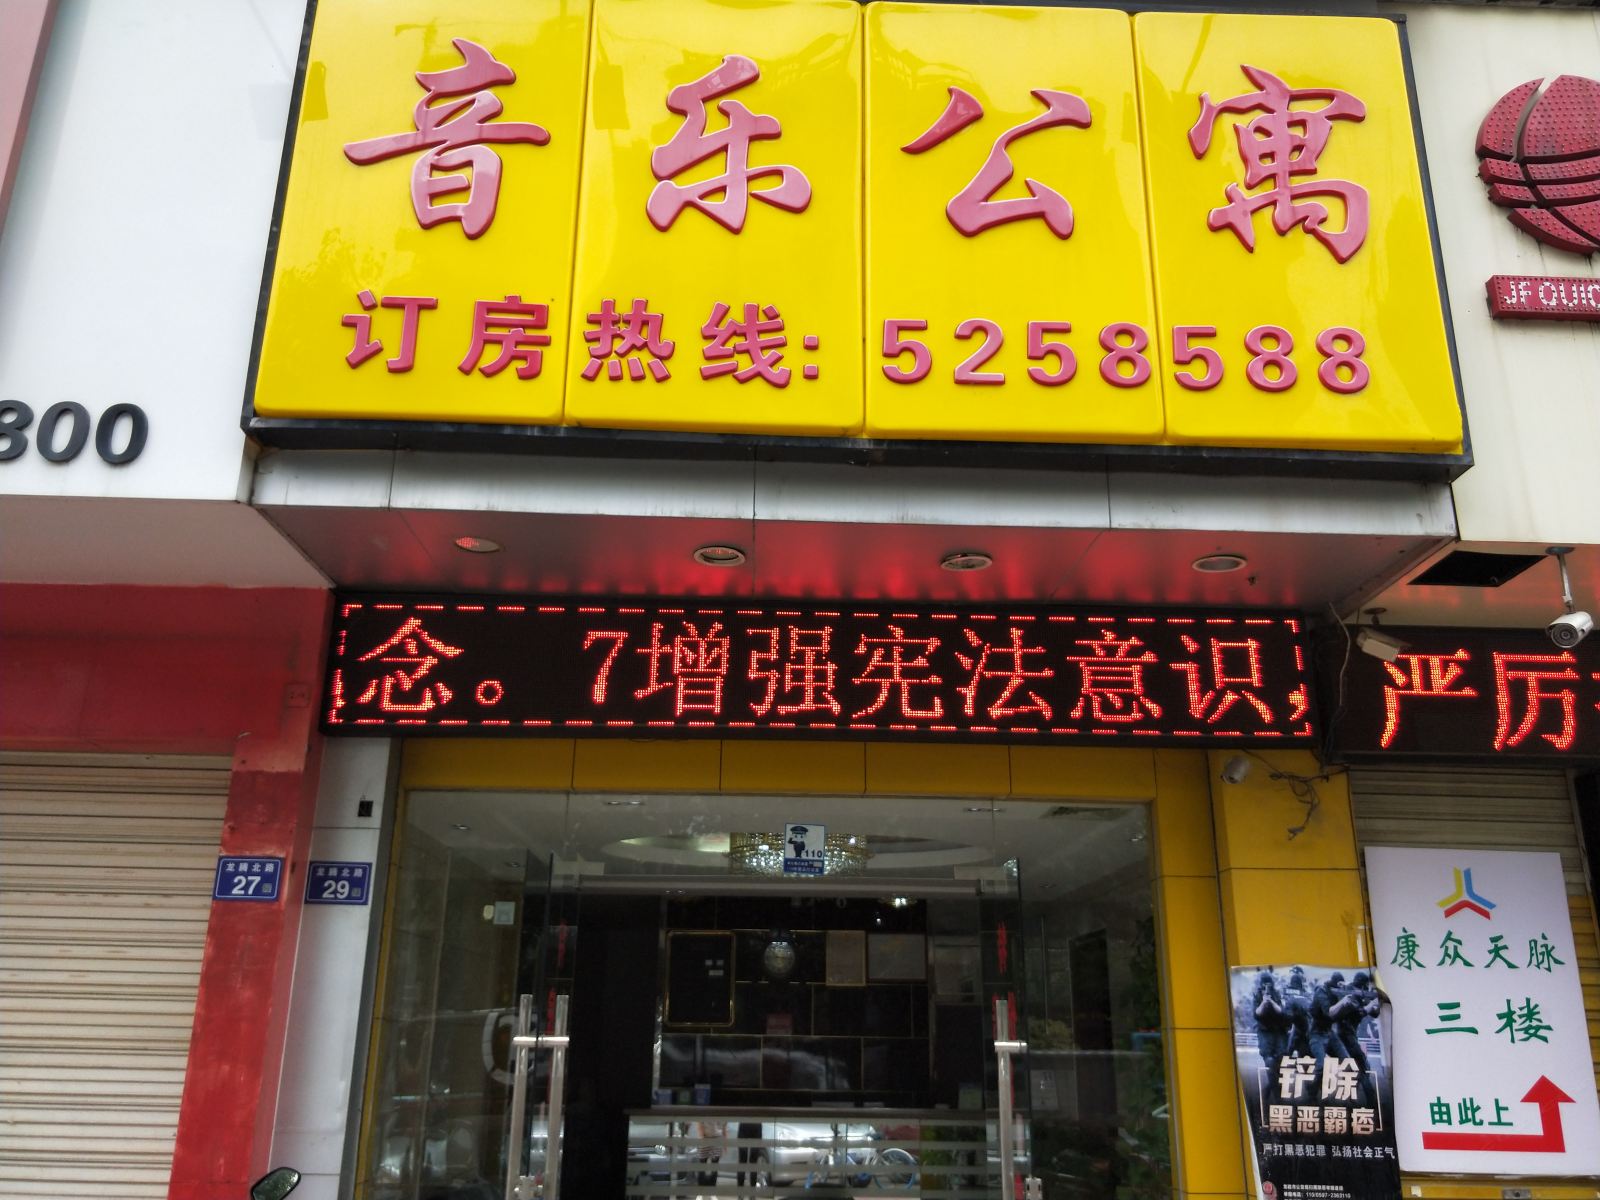 音乐公寓
订房热线:5258588
JF QUIC
800
念。7增强宪法意识,
严厉
龙腾北路
27
龙腾北路
29
110
康众天脉
三楼
由此上
铲除
黑恶霸痞
严打黑恶犯罪 弘扬社会正气